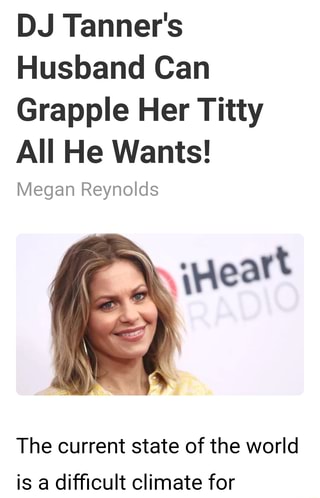 DJ Tanner's
Husband Can
Grapple Her Titty
All He Wants!
Megan Reynolds
iHeart
RADIO
The current state of the world
is a difficult climate for